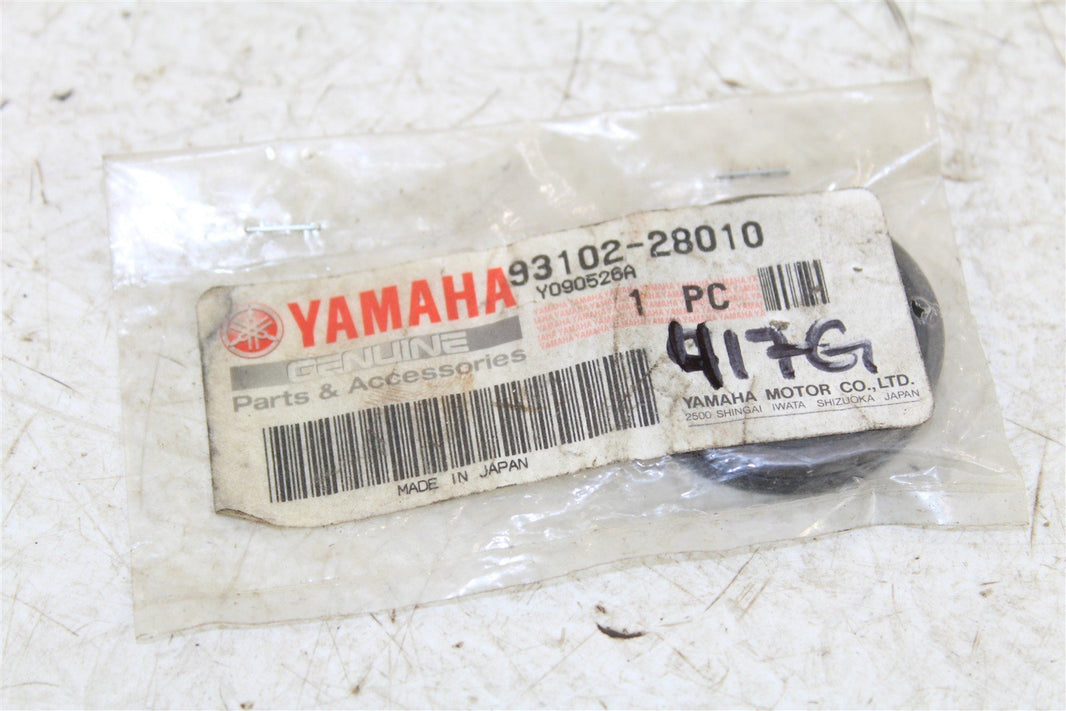 93102-28010
Y090526A
YAMAHA
1 PC
H
GENUINE
417G
Parts & Accessories
YAMAHA MOTOR CO.,LTD.
2500 SHINGAI IWATA SHIZUOKA JAPAN
MADE IN JAPAN